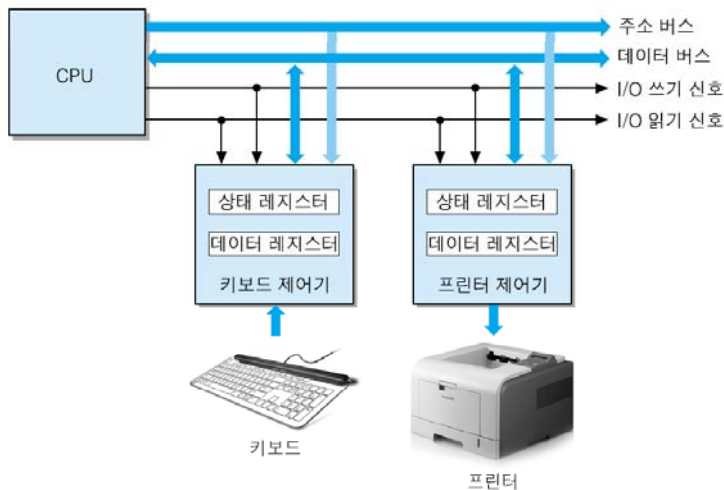 주소 버스
데이터 버스
CPU
I/O 쓰기 신호
I/O 읽기 신호
상태 레지스터
데이터 레지스터
키보드 제어기
상태 레지스터
데이터 레지스터
프린터 제어기
키보드
프린터